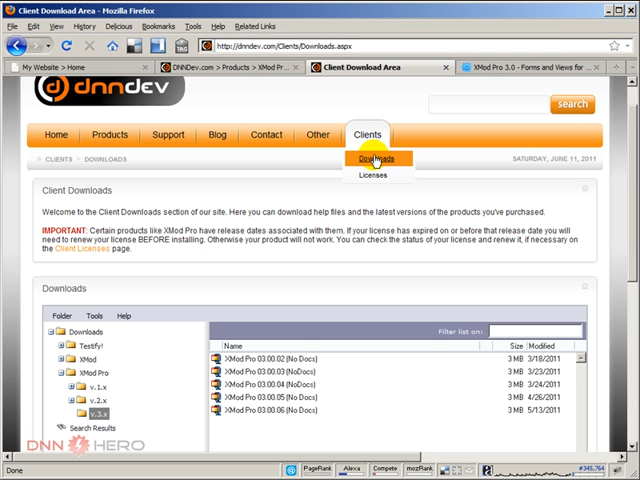 Client Download Area - Mozilla Firefox
File Edit View History Delicious Bookmarks Tools Help Related Links
TAG http://dnndev.com/Clients/Downloads.aspx
My Website > Home DNNDev.com > Products > XMod Pr... Client Download Area XMod Pro 3.0 - Forms and Views for ...
dnndev
search
Home Products Support Blog Contact Other Clients
> CLIENTS > DOWNLOADS Downloads SATURDAY, JUNE 11, 2011
Licenses
Client Downloads
Welcome to the Client Downloads section of our site. Here you can download help files and the latest versions of the products you've purchased.
IMPORTANT: Certain products like XMod Pro have release dates associated with them. If your license has expired on or before that release date you will
need to renew your license BEFORE installing. Otherwise your product will not work. You can check the status of your license and renew it, if necessary on
the Client Licenses page.
Downloads
Folder Tools Help
Filter list on:
Downloads
Testify!
XMod
XMod Pro
v.1.x
v.2.x
v.3.x
Search Results
Name Size Modified
XMod Pro 03.00.02 (No Docs) 3 MB 3/18/2011
XMod Pro 03.00.03 (NoDocs) 3 MB 3/23/2011
XMod Pro 03.00.04 (NoDocs) 3 MB 3/24/2011
XMod Pro 03.00.05 (No Docs) 3 MB 4/26/2011
XMod Pro 03.00.06 (No Docs) 3 MB 5/13/2011
DNN HERO
Done PageRank Alexa Compete mozRank #345,764